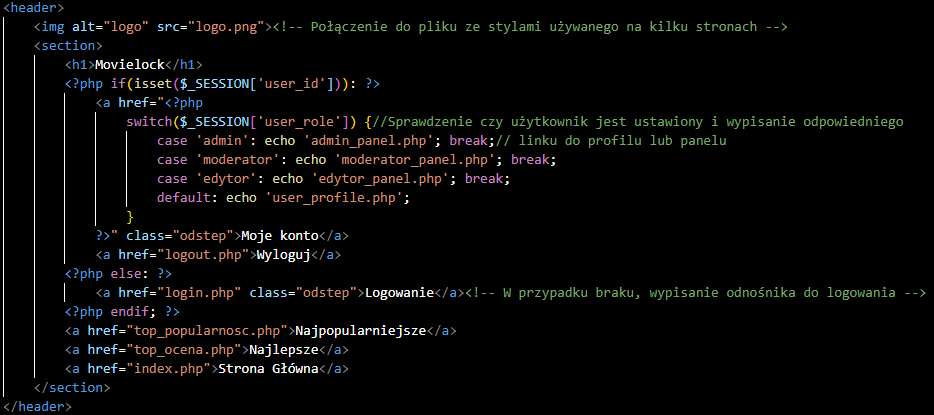 <header>
<img alt="logo" src="logo.png"><!-- Połączenie do pliku ze stylami używanego na kilku stronach -->
<section>
<h1>Movielock</h1>
<?php if(isset($_SESSION['user_id'])): ?>
<a href="<?php
switch($_SESSION['user_role']) {//Sprawdzenie czy użytkownik jest ustawiony i wypisanie odpowiedniego
case 'admin': echo 'admin_panel.php'; break;// linku do profilu lub panelu
case 'moderator': echo 'moderator_panel.php'; break;
case 'edytor': echo 'edytor_panel.php'; break;
default: echo 'user_profile.php';
}
?>" class="odstep">Moje konto</a>
<a href="logout.php">Wyloguj</a>
<?php else: ?>
<a href="login.php" class="odstep">Logowanie</a><!-- W przypadku braku, wypisanie odnośnika do logowania -->
<?php endif; ?>
<a href="top_popularnosc.php">Najpopularniejsze</a>
<a href="top_ocena.php">Najlepsze</a>
<a href="index.php">Strona Główna</a>
</section>
</header>